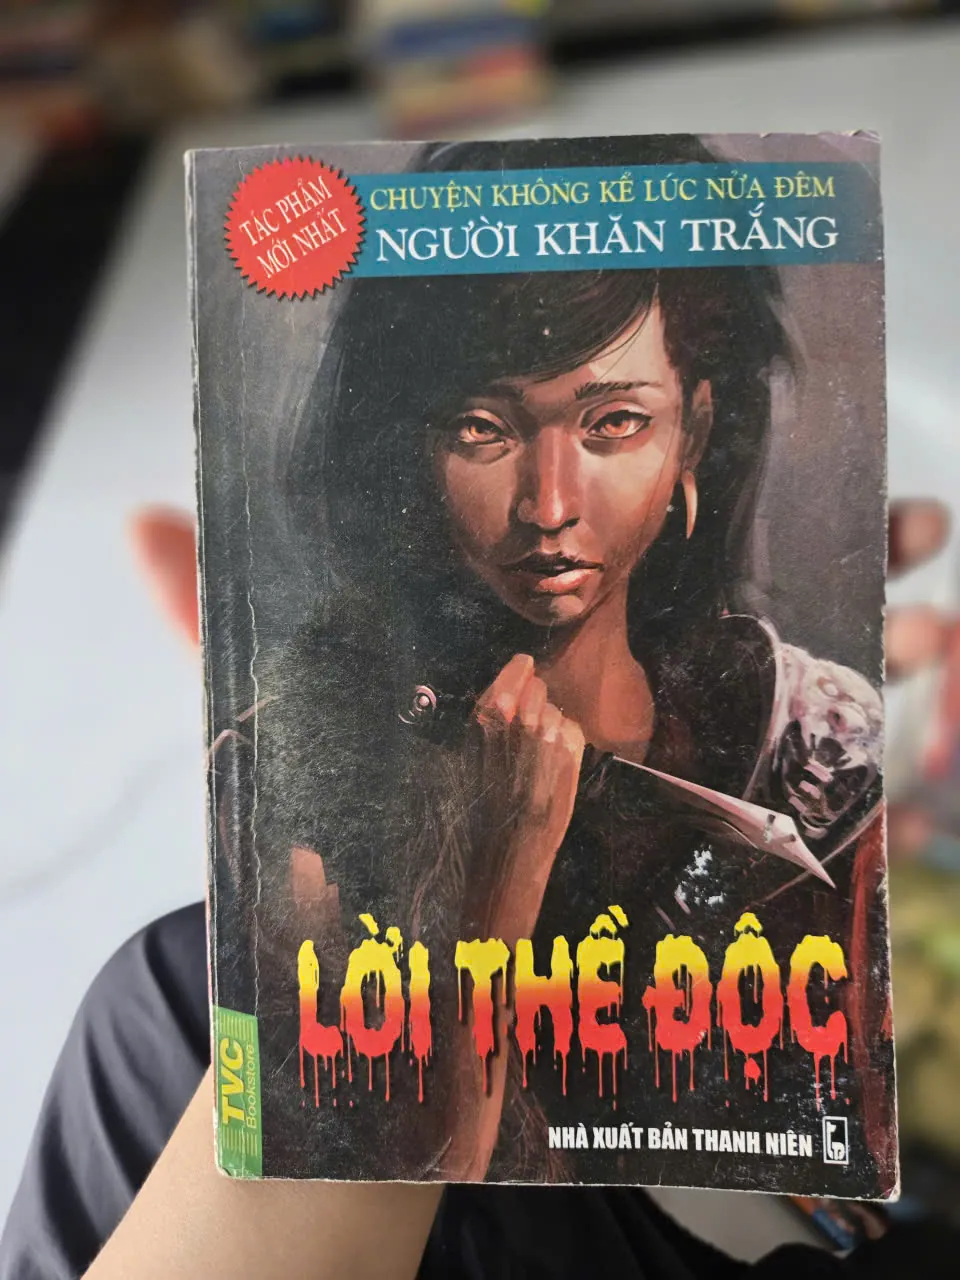 TÁC PHẨM
MỚI NHẤT
CHUYỆN KHÔNG KỂ LÚC NỬA ĐÊM
NGƯỜI KHĂN TRẮNG
LỜI THỀ ĐỘC
TVC
Bookstore
NHÀ XUẤT BẢN THANH NIÊN